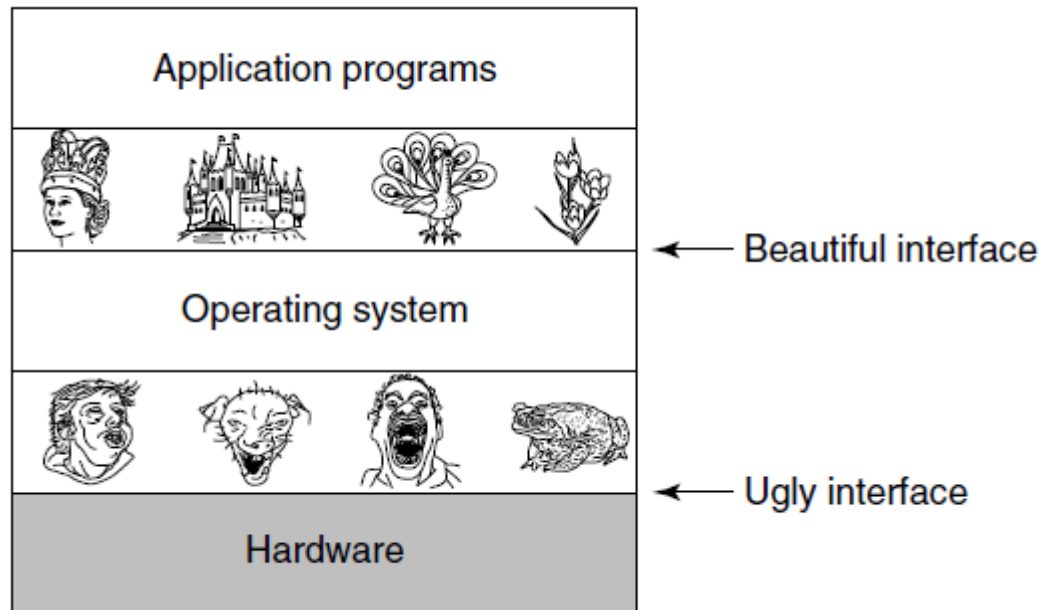 Application programs
Beautiful interface
Operating system
Ugly interface
Hardware